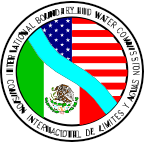 INTERNATIONAL BOUNDARY AND WATER COMMISSION
COMISION INTERNACIONAL DE LIMITES Y AGUAS